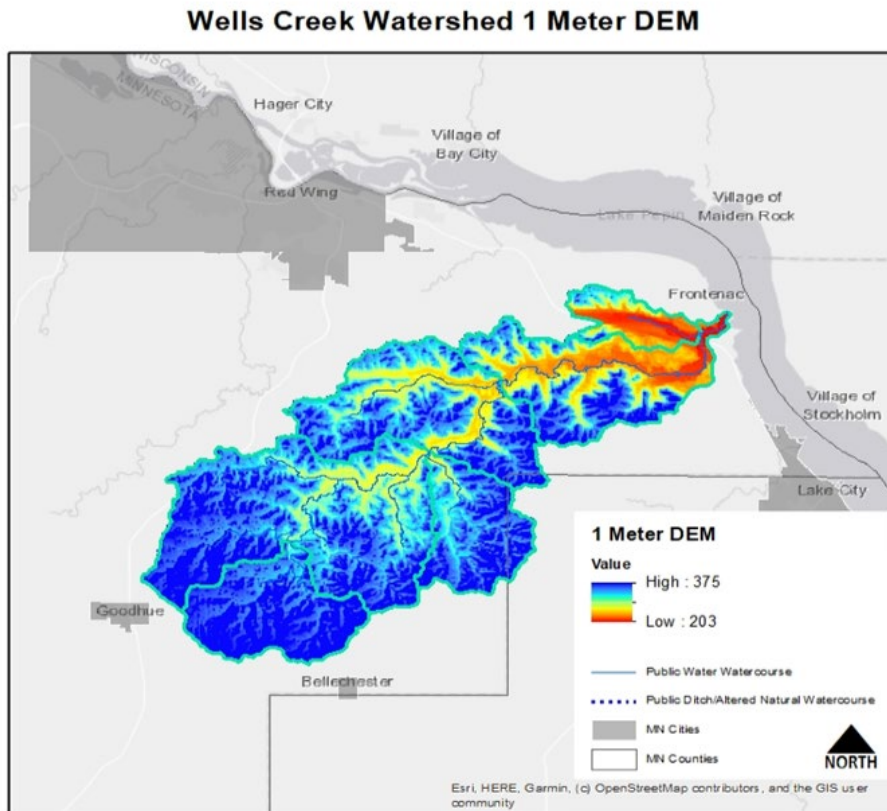 Wells Creek Watershed 1 Meter DEM
WISCONSIN
MINNESOTA
Hager City
Village of
Bay City
Red Wing
Village of
Maiden Rock
Lake Pepin
Frontenac
Village of
Stockholm
Lake City
Goodhue
Bellechester
1 Meter DEM
Value
High : 375
Low : 203
Public Water Watercourse
Public Ditch/Altered Natural Watercourse
MN Cities
MN Counties
NORTH
Esri, HERE, Garmin, (c) OpenStreetMap contributors, and the GIS user
community